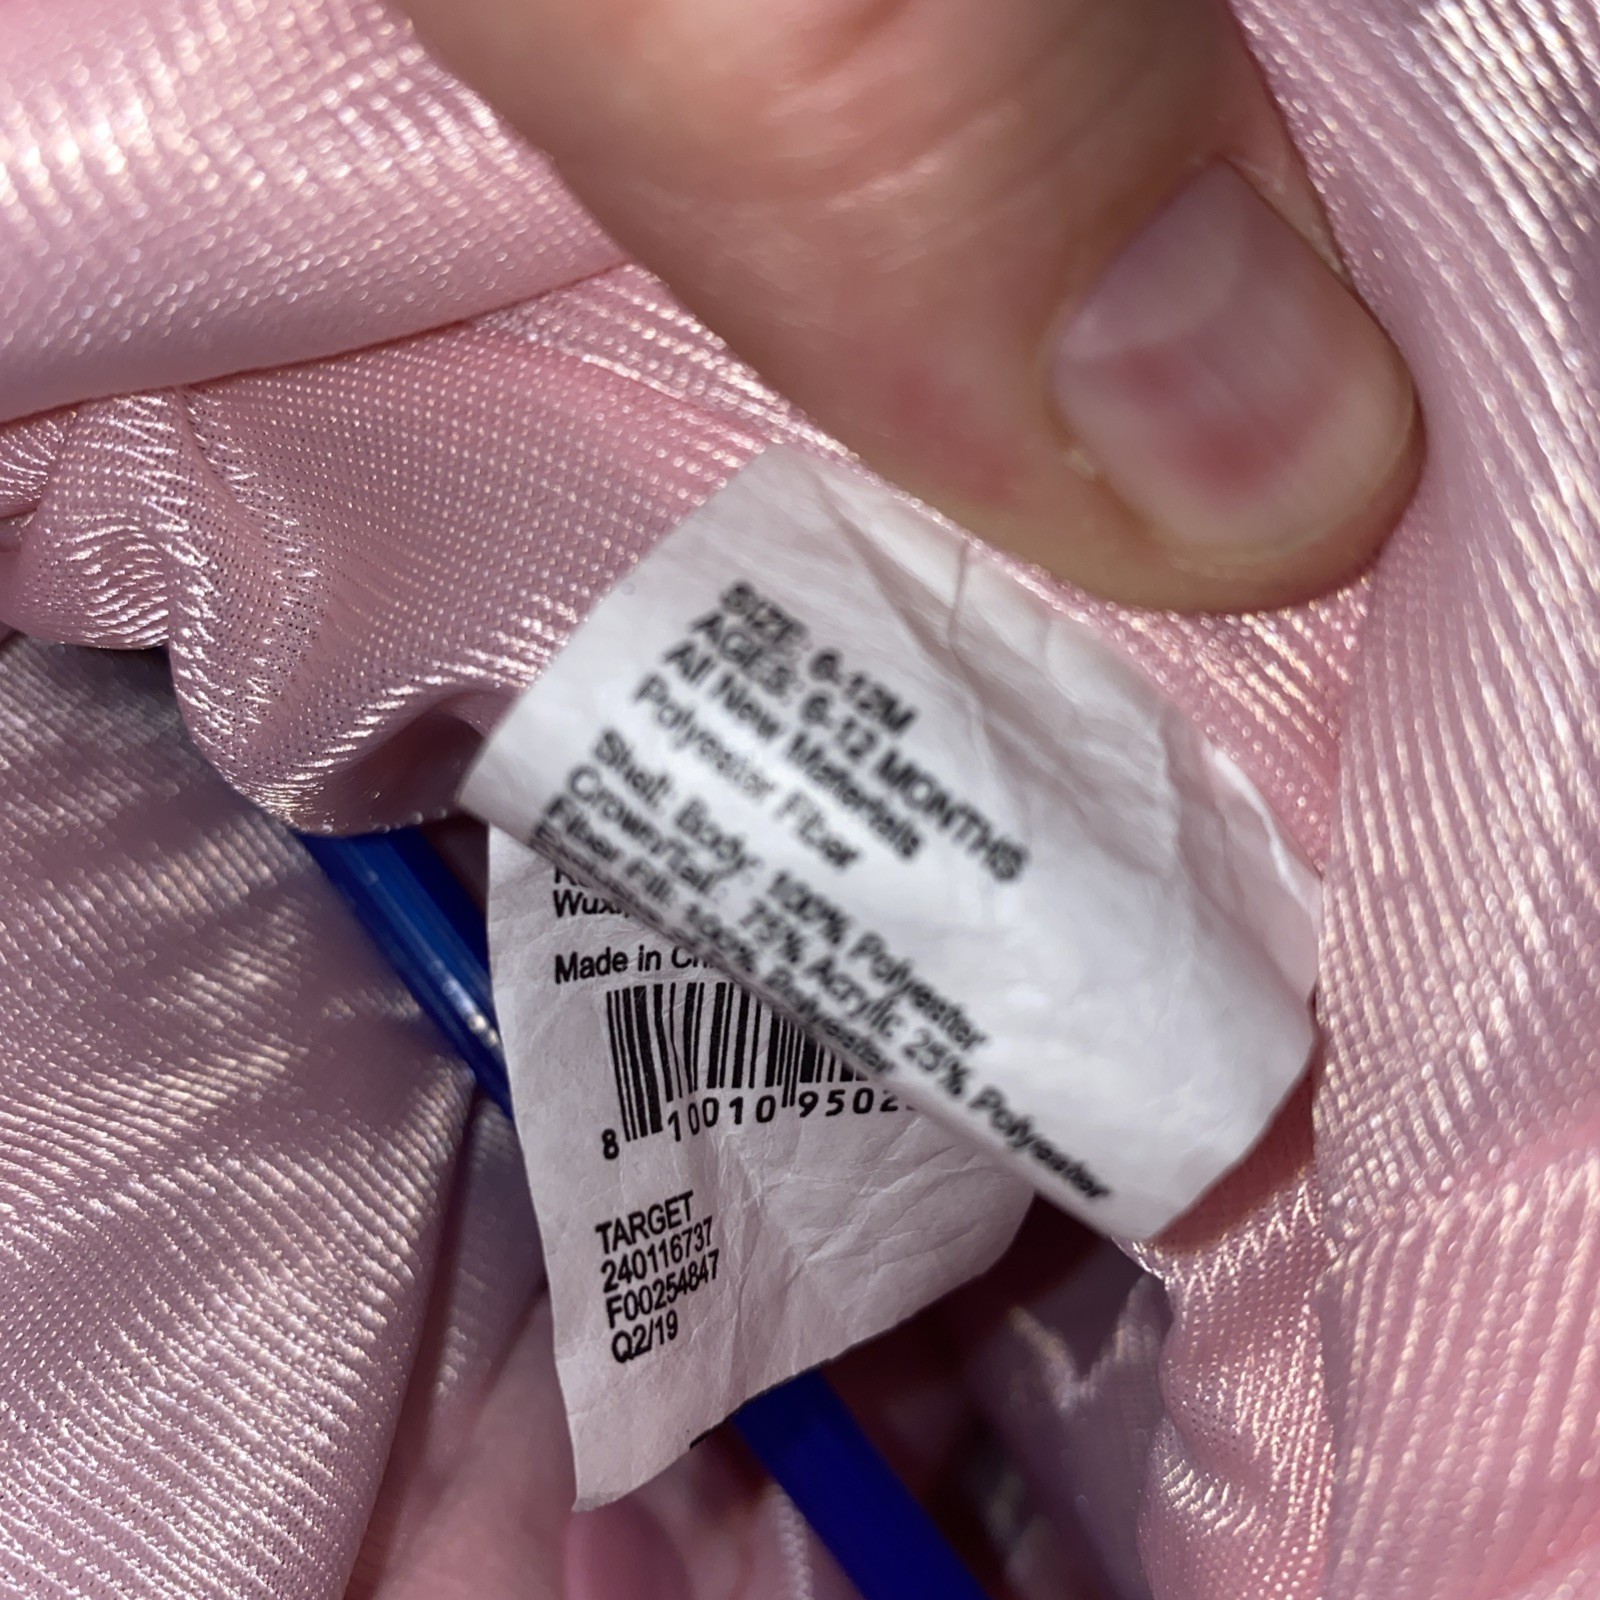 SIZE: 6-12M
AGES: 6-12 MONTHS
All New Materials
Polyester Fiber
Shell: Body: 100% Polyester
Crown/Tail: 75% Acrylic 25% Polyester
Fiber Fill: 100% Polyester
Made in
8 10010 9502
TARGET
240116737
F00254847
Q2/19